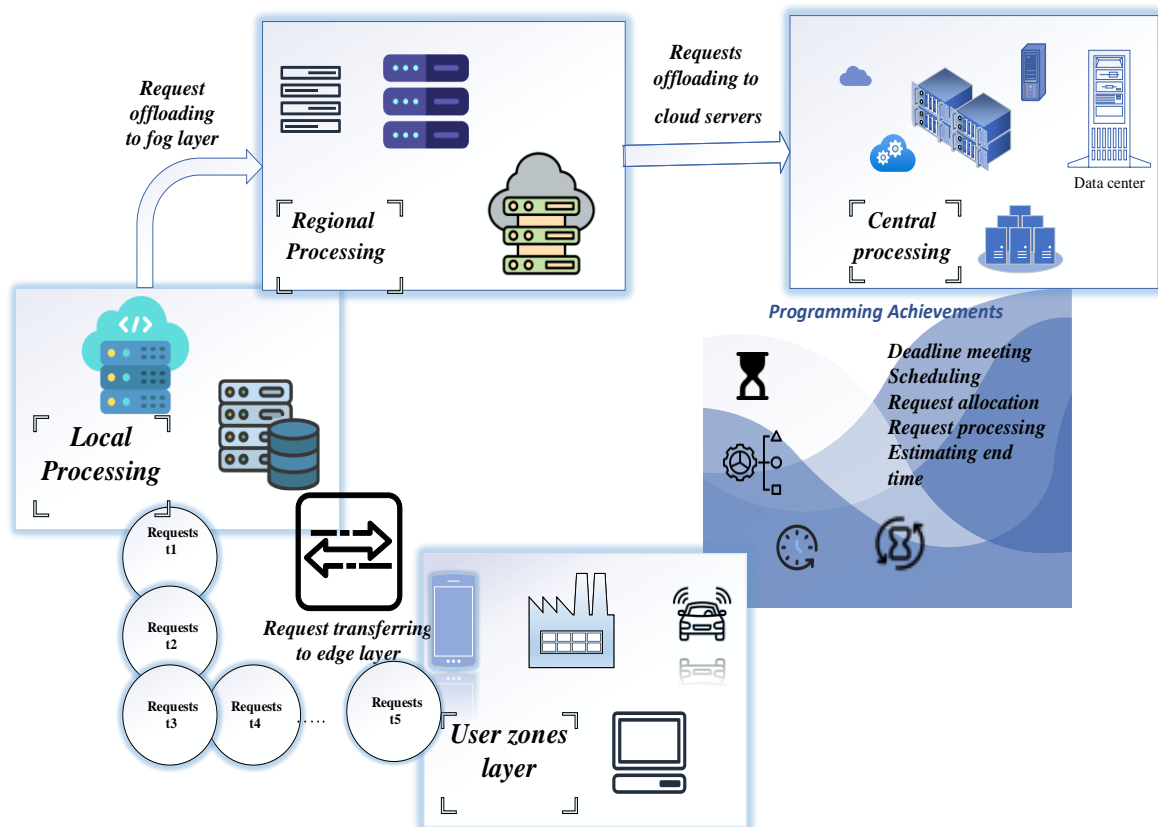 Request
offloading
to fog layer
Regional
Processing
Requests
offloading to
cloud servers
Data center
Central
processing
Local
Processing
Programming Achievements
Deadline meeting
Scheduling
Request allocation
Request processing
Estimating end
time
Requests
t1
Requests
t2
Requests
t3
Requests
t4
.....
Requests
t5
Request transferring
to edge layer
User zones
layer